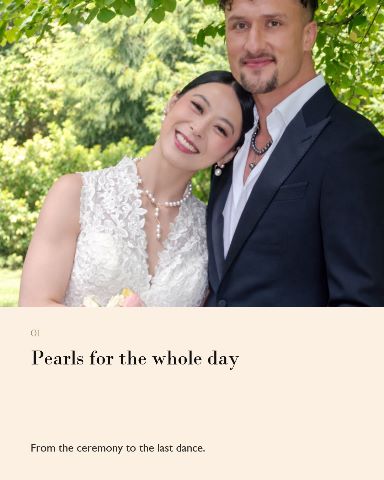 01
Pearls for the whole day
From the ceremony to the last dance.